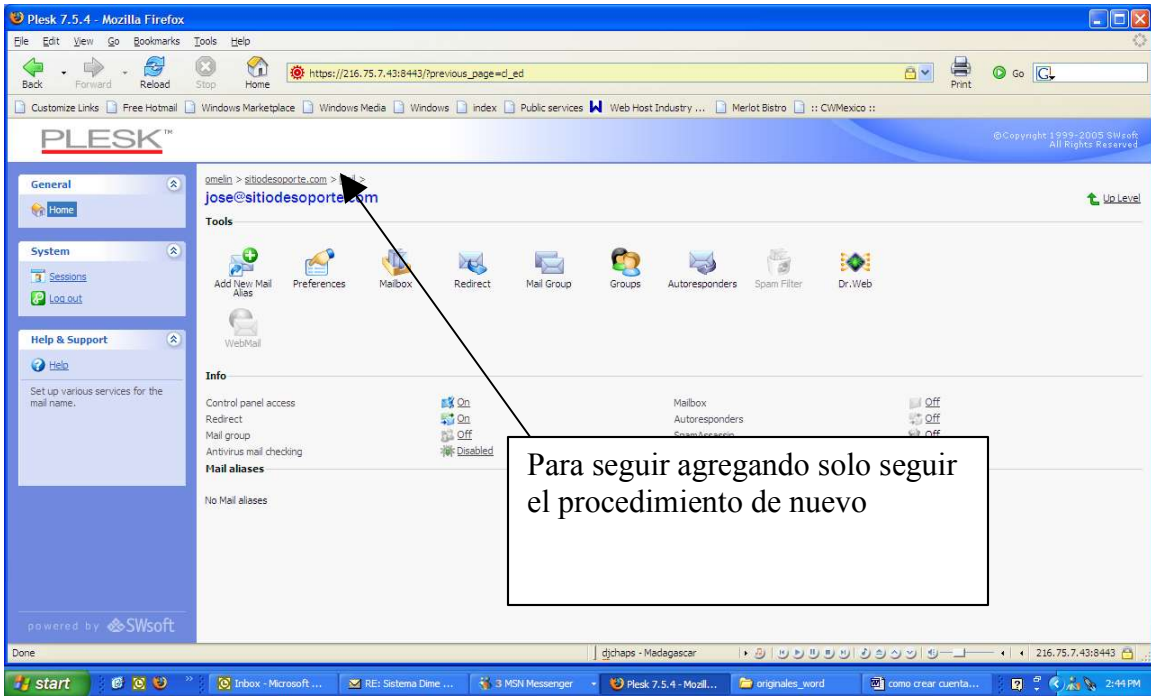 Plesk 7.5.4 - Mozilla Firefox
File Edit View Go Bookmarks Tools Help
Back Forward Reload Stop Home https://216.75.7.43:8443/?previous_page=cl_ed Print Go
Customize Links Free Hotmail Windows Marketplace Windows Media Windows index Public services Web Host Industry ... Merlot Bistro :: CWMexico ::
PLESK™
©Copyright 1999-2005 SWsoft
All Rights Reserved
General
Home
System
Sessions
Log out
Help & Support
Help
Set up various services for the
mail name.
powered by SWsoft
omelin > sitiodesoporte.com >
jose@sitiodesoporte.com
Up Level
Tools
Add New Mail Alias
Preferences
Mailbox
Redirect
Mail Group
Groups
Autoresponders
Spam Filter
Dr.Web
WebMail
Info
Control panel access On Mailbox Off
Redirect On Autoresponders Off
Mail group Off SpamAssassin Off
Antivirus mail checking Disabled
Mail aliases
No Mail aliases
Para seguir agregando solo seguir
el procedimiento de nuevo
Done djchaps - Madagascar 216.75.7.43:8443
start Inbox - Microsoft ... RE: Sistema Dime ... 3 MSN Messenger Plesk 7.5.4 - Mozill... originales_word como crear cuenta... 2:44 PM